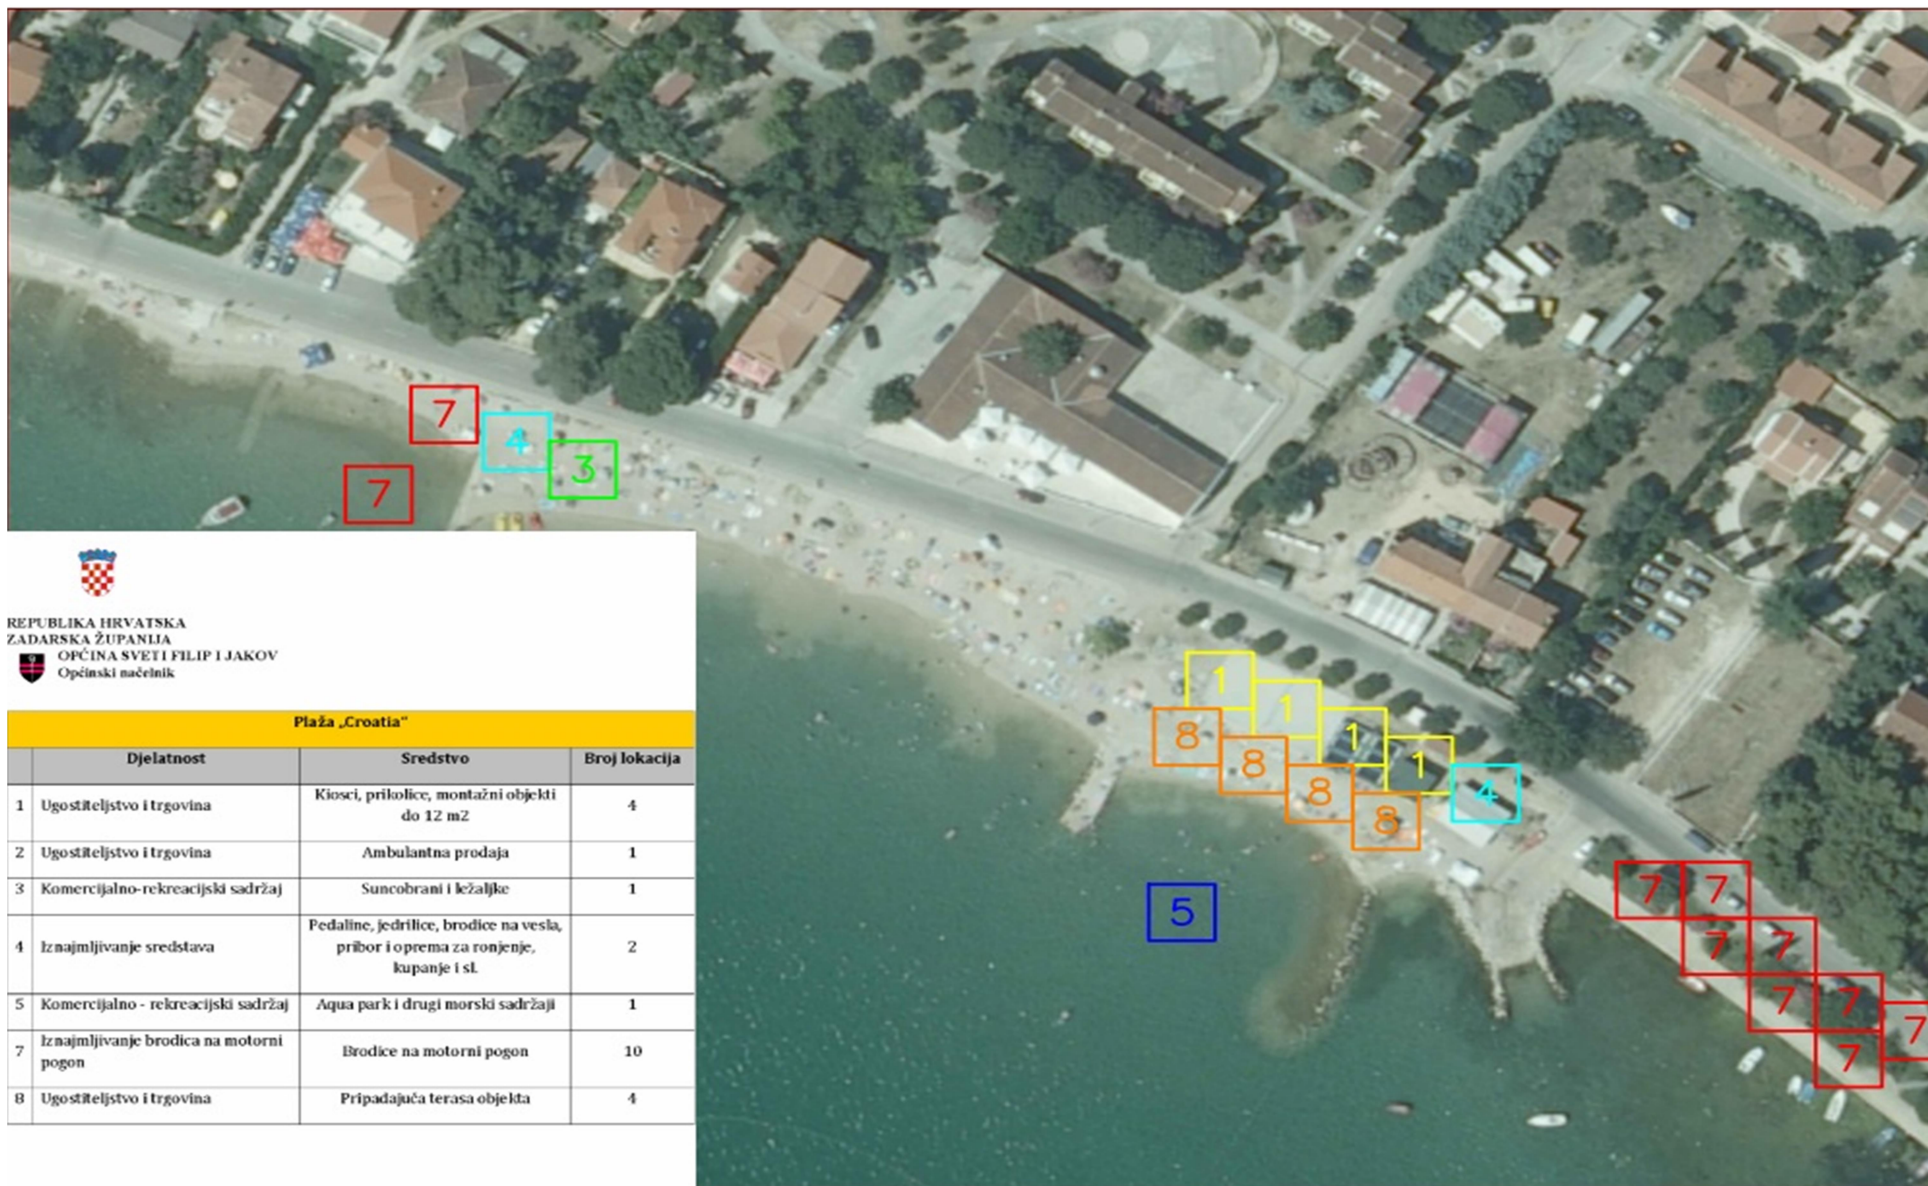 7
4
3
7
REPUBLIKA HRVATSKA
ZADARSKA ŽUPANIJA
OPĆINA SVETI FILIP I JAKOV
Općinski načelnik
Plaža „Croatia“
Djelatnost Sredstvo Broj lokacija
1 Ugostiteljstvo i trgovina Kiosci, prikolice, montažni objekti 4
do 12 m2
2 Ugostiteljstvo i trgovina Ambulantna prodaja 1
3 Komercijalno-rekreacijski sadržaj Suncobrani i ležaljke 1
Pedaline, jedrilice, brodice na vesla,
4 Iznajmljivanje sredstava pribor i oprema za ronjenje, 2
kupanje i sl.
5 Komercijalno - rekreacijski sadržaj Aqua park i drugi morski sadržaji 1
7 Iznajmljivanje brodica na motorni Brodice na motorni pogon 10
pogon
8 Ugostiteljstvo i trgovina Pripadajuća terasa objekta 4
1
1
8 1
8 1
8 4
8
5
7 7
7 7
7 7 7
7